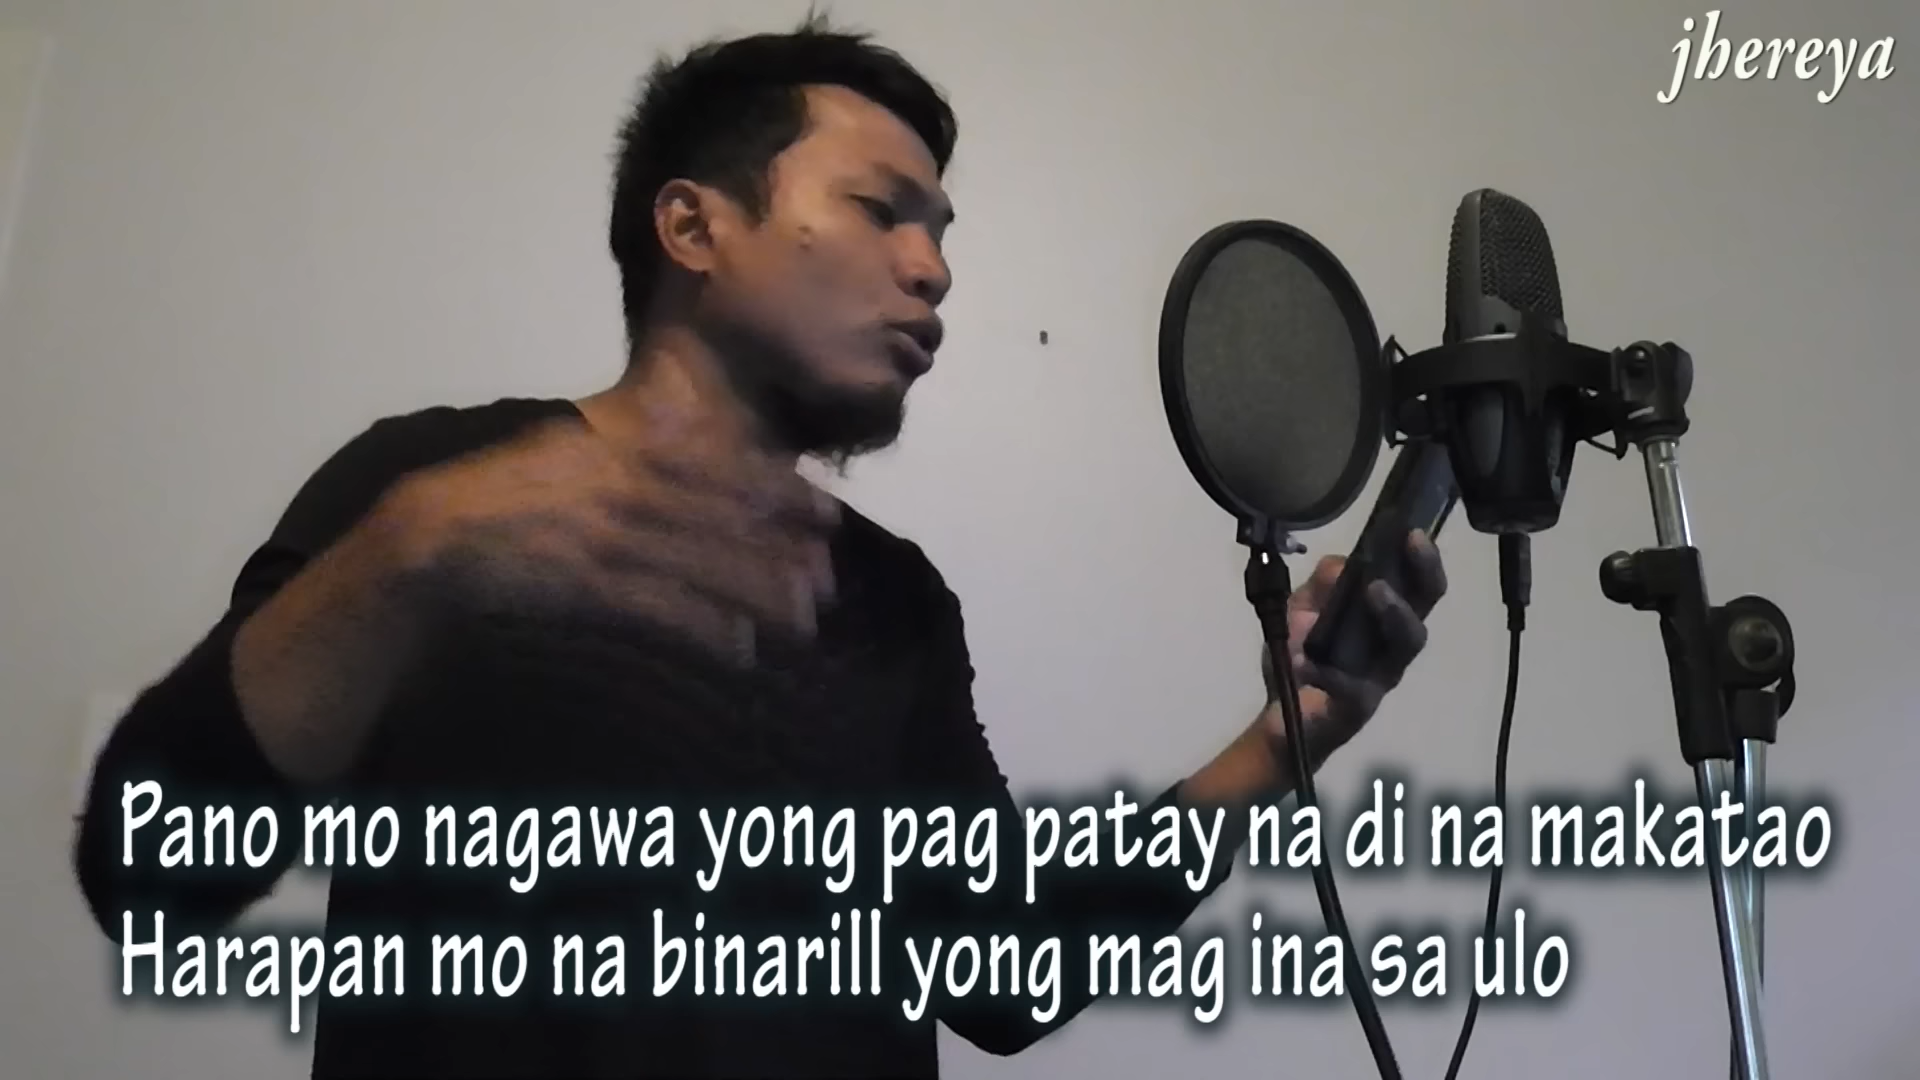 jhereya
Pano mo nagawa yong pag patay na di na makatao
Harapan mo na binarill yong mag ina sa ulo